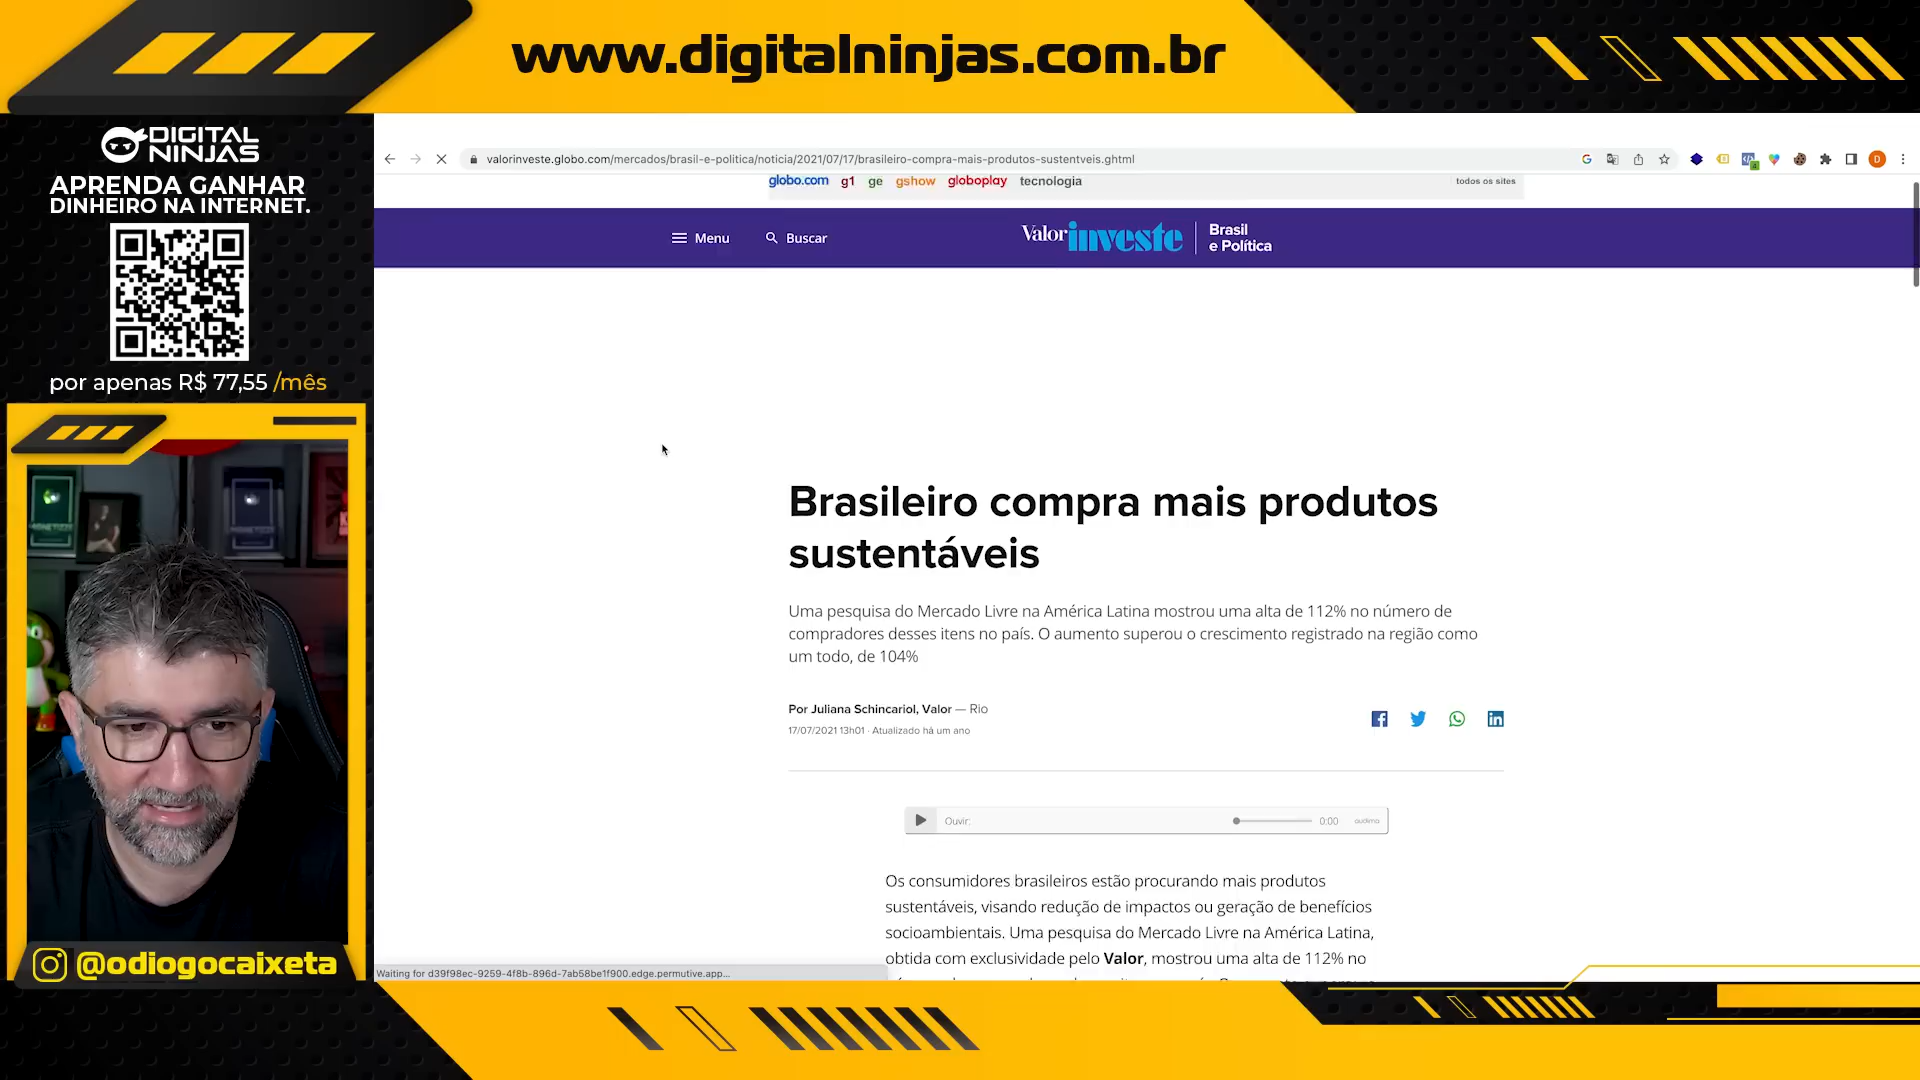 www.digitalninjas.com.br
DIGITAL
NINJAS
APRENDA GANHAR
DINHEIRO NA INTERNET.
por apenas R$ 77,55 /mês
@odiogocaixeta
valorinveste.globo.com/mercados/brasil-e-politica/noticia/2021/07/17/brasileiro-compra-mais-produtos-sustentveis.ghtml
globo.com g1 ge gshow globoplay tecnologia todos os sites
Menu Buscar Valor investe Brasil
e Política
Brasileiro compra mais produtos
sustentáveis
Uma pesquisa do Mercado Livre na América Latina mostrou uma alta de 112% no número de
compradores desses itens no país. O aumento superou o crescimento registrado na região como
um todo, de 104%
Por Juliana Schincariol, Valor — Rio
17/07/2021 13h01 · Atualizado há um ano
Ouvir: 0:00 audima
Os consumidores brasileiros estão procurando mais produtos
sustentáveis, visando redução de impactos ou geração de benefícios
socioambientais. Uma pesquisa do Mercado Livre na América Latina,
obtida com exclusividade pelo Valor, mostrou uma alta de 112% no
Waiting for d39f98ec-9259-4f8b-896d-7ab58be1f900.edge.permutive.app...